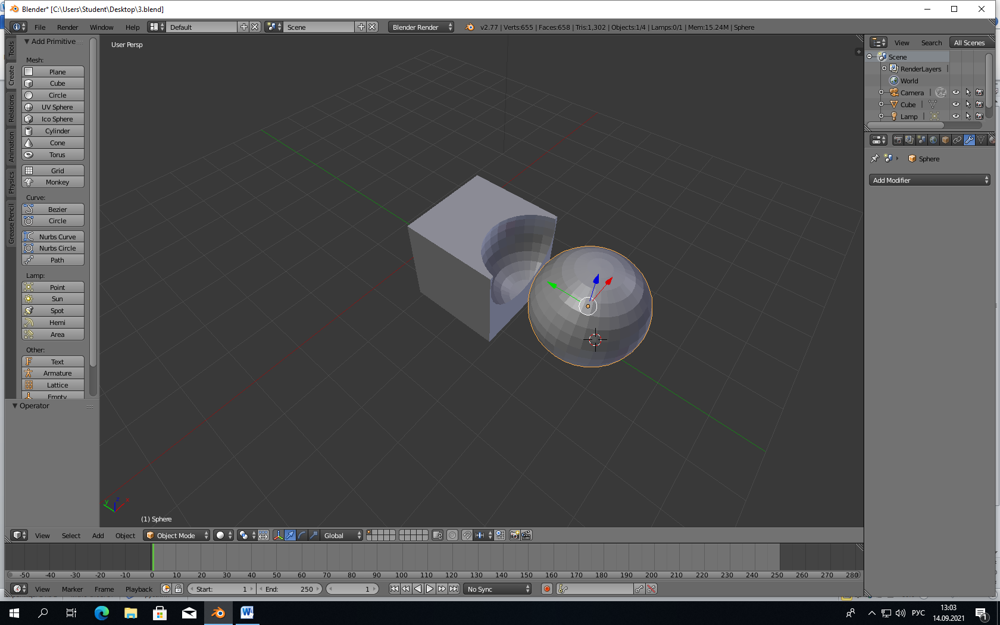 Blender* [C:\Users\Student\Desktop\3.blend]
File Render Window Help Default Scene Blender Render v2.77 | Verts:655 | Faces:658 | Tris:1,302 | Objects:1/4 | Lamps:0/1 | Mem:15.24M | Sphere
Tools
Create
Relations
Animation
Physics
Grease Pencil
Add Primitive
Mesh:
Plane
Cube
Circle
UV Sphere
Ico Sphere
Cylinder
Cone
Torus
Grid
Monkey
Curve:
Bezier
Circle
Nurbs Curve
Nurbs Circle
Path
Lamp:
Point
Sun
Spot
Hemi
Area
Other:
Text
Armature
Lattice
Empty
Operator
User Persp
y z x
(1) Sphere
View Search All Scenes
Scene
RenderLayers |
World
Camera |
Cube |
Lamp |
Sphere
Add Modifier
View Select Add Object Object Mode Global
-50 -40 -30 -20 -10 0 10 20 30 40 50 60 70 80 90 100 110 120 130 140 150 160 170 180 190 200 210 220 230 240 250 260 270 280
View Marker Frame Playback Start: 1 End: 250 1 No Sync
РУС
13:03
14.09.2021
1